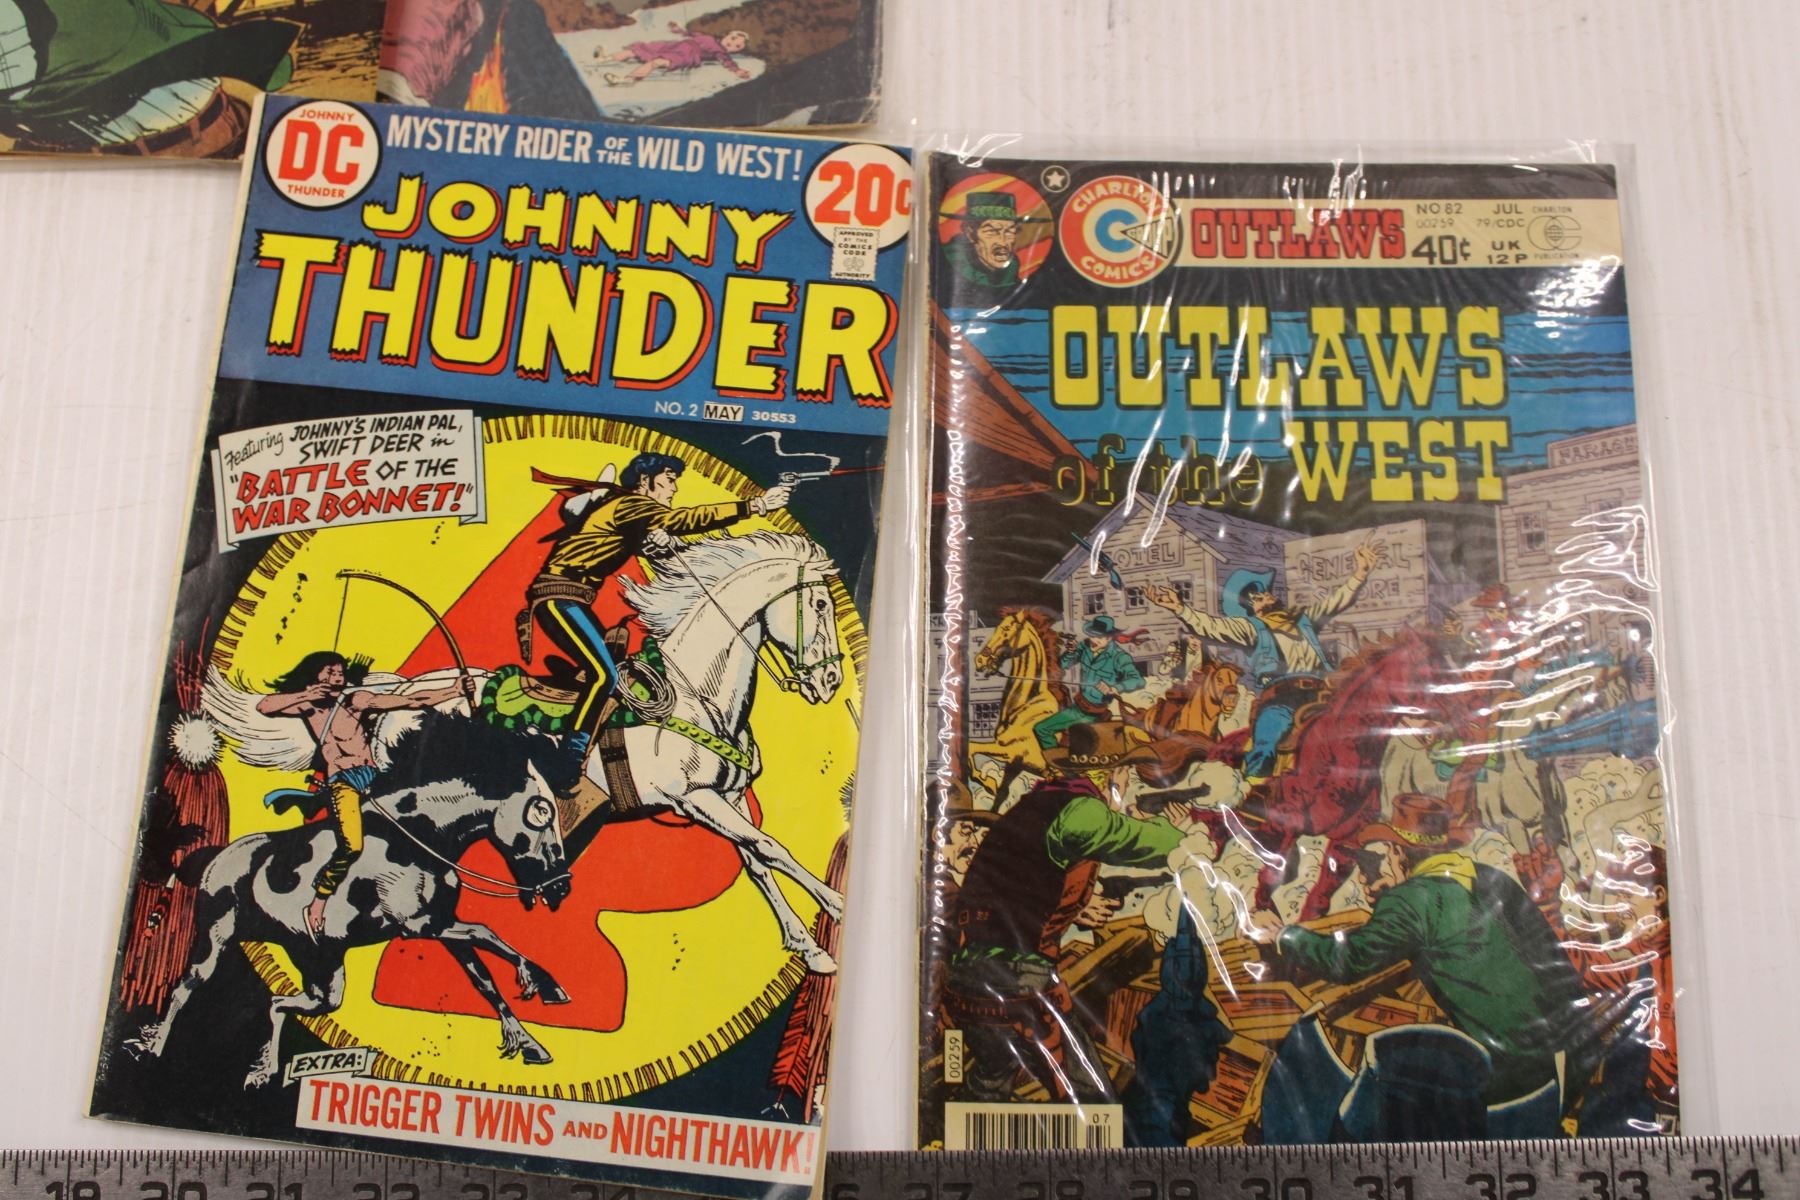 JOHNNY
DC
THUNDER
MYSTERY RIDER OF THE WILD WEST!
20¢
APPROVED
BY THE
COMICS
CODE
AUTHORITY
JOHNNY
THUNDER
NO. 2 MAY 30553
Featuring JOHNNY'S INDIAN PAL,
SWIFT DEER in
"BATTLE OF THE
WAR BONNET!"
EXTRA:
TRIGGER TWINS AND NIGHTHAWK!
CHARLTON
C
COMICS
OUTLAWS
NO 82 JUL
00259 79/CDC
40¢ UK
12 P
CHARLTON
PUBLICATION
OUTLAWS
of the WEST
HOTEL
GENERAL
STORE
00259
07
19 20 21 27 28 29 30 31 32 33 34